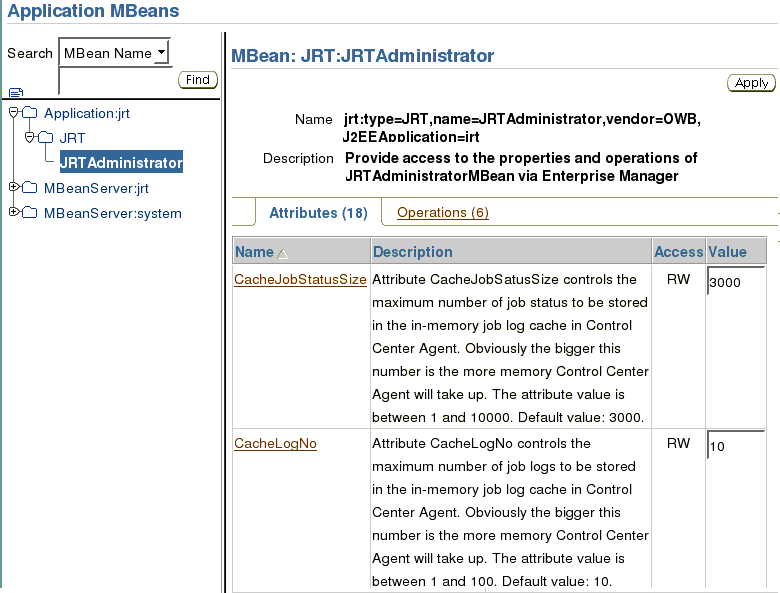 Application MBeans
Search MBean Name
Find
Application:jrt
JRT
JRTAdministrator
MBeanServer:jrt
MBeanServer:system
MBean: JRT:JRTAdministrator
Apply
Name jrt:type=JRT,name=JRTAdministrator,vendor=OWB,
J2EEApplication=jrt
Description Provide access to the properties and operations of
JRTAdministratorMBean via Enterprise Manager
Attributes (18) Operations (6)
Name Description Access Value
CacheJobStatusSize Attribute CacheJobSatusSize controls the RW 3000
maximum number of job status to be stored
in the in-memory job log cache in Control
Center Agent. Obviously the bigger this
number is the more memory Control Center
Agent will take up. The attribute value is
between 1 and 10000. Default value: 3000.
CacheLogNo Attribute CacheLogNo controls the RW 10
maximum number of job logs to be stored
in the in-memory job log cache in Control
Center Agent. Obviously the bigger this
number is the more memory Control Center
Agent will take up. The attribute value is
between 1 and 100. Default value: 10.